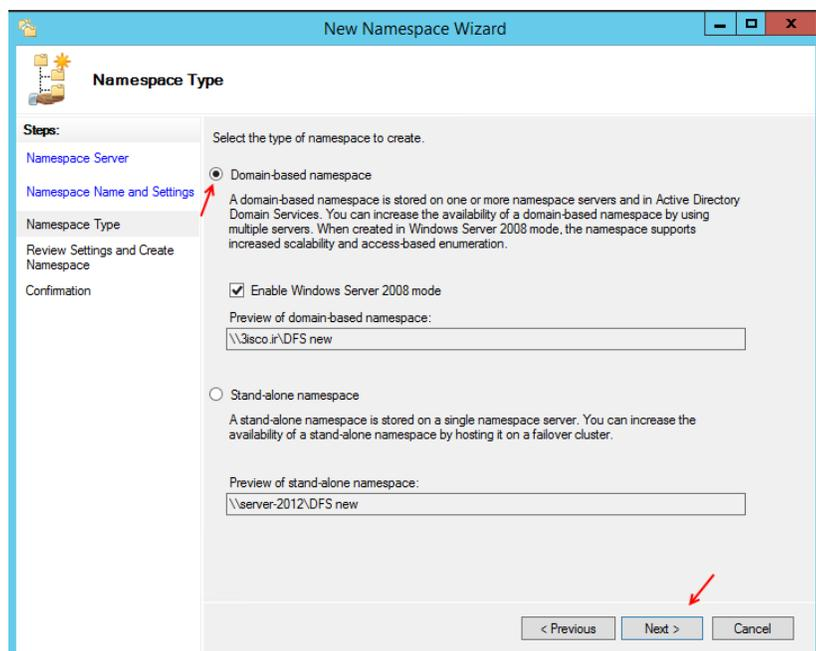 New Namespace Wizard
Namespace Type
Steps:
Namespace Server
Namespace Name and Settings
Namespace Type
Review Settings and Create
Namespace
Confirmation
Select the type of namespace to create.
Domain-based namespace
A domain-based namespace is stored on one or more namespace servers and in Active Directory
Domain Services. You can increase the availability of a domain-based namespace by using
multiple servers. When created in Windows Server 2008 mode, the namespace supports
increased scalability and access-based enumeration.
Enable Windows Server 2008 mode
Preview of domain-based namespace:
\\3isco.ir\DFS new
Stand-alone namespace
A stand-alone namespace is stored on a single namespace server. You can increase the
availability of a stand-alone namespace by hosting it on a failover cluster.
Preview of stand-alone namespace:
\\server-2012\DFS new
< Previous
Next >
Cancel